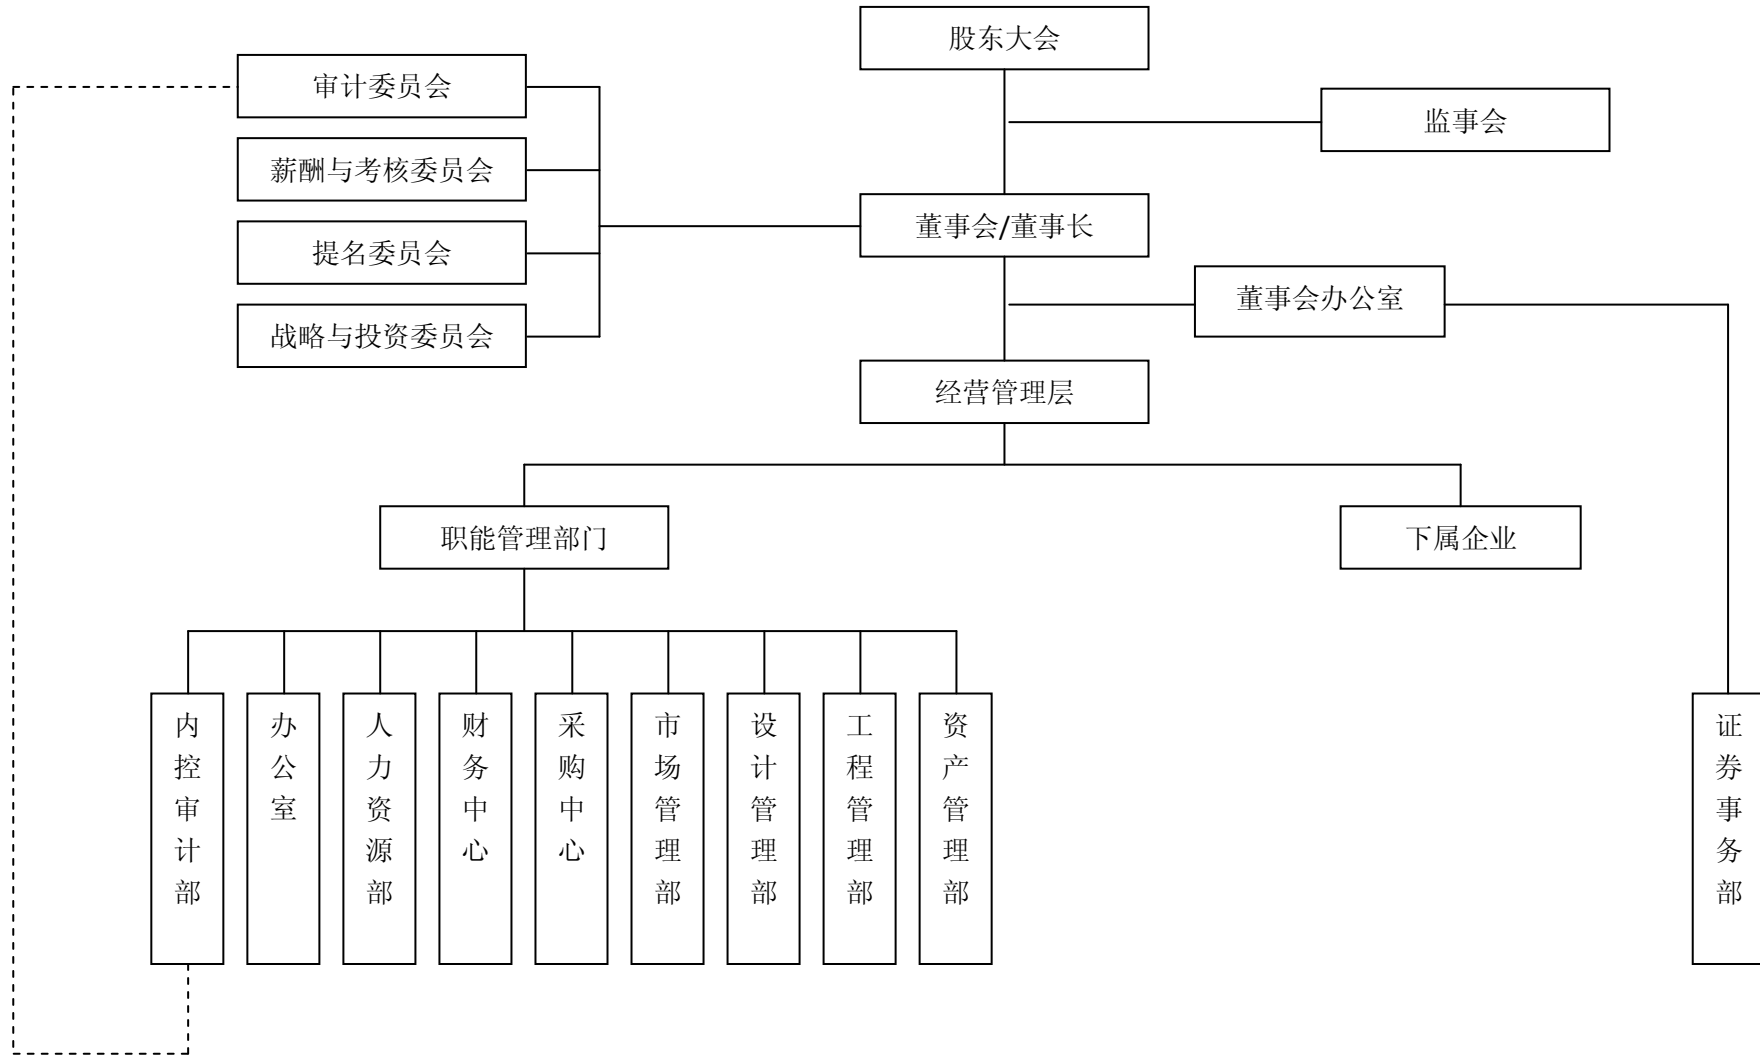 股东大会
审计委员会
监事会
薪酬与考核委员会
董事会/董事长
提名委员会
董事会办公室
战略与投资委员会
经营管理层
职能管理部门
下属企业
内控审计部
办公室
人力资源部
财务中心
采购中心
市场管理部
设计管理部
工程管理部
资产管理部
证券事务部